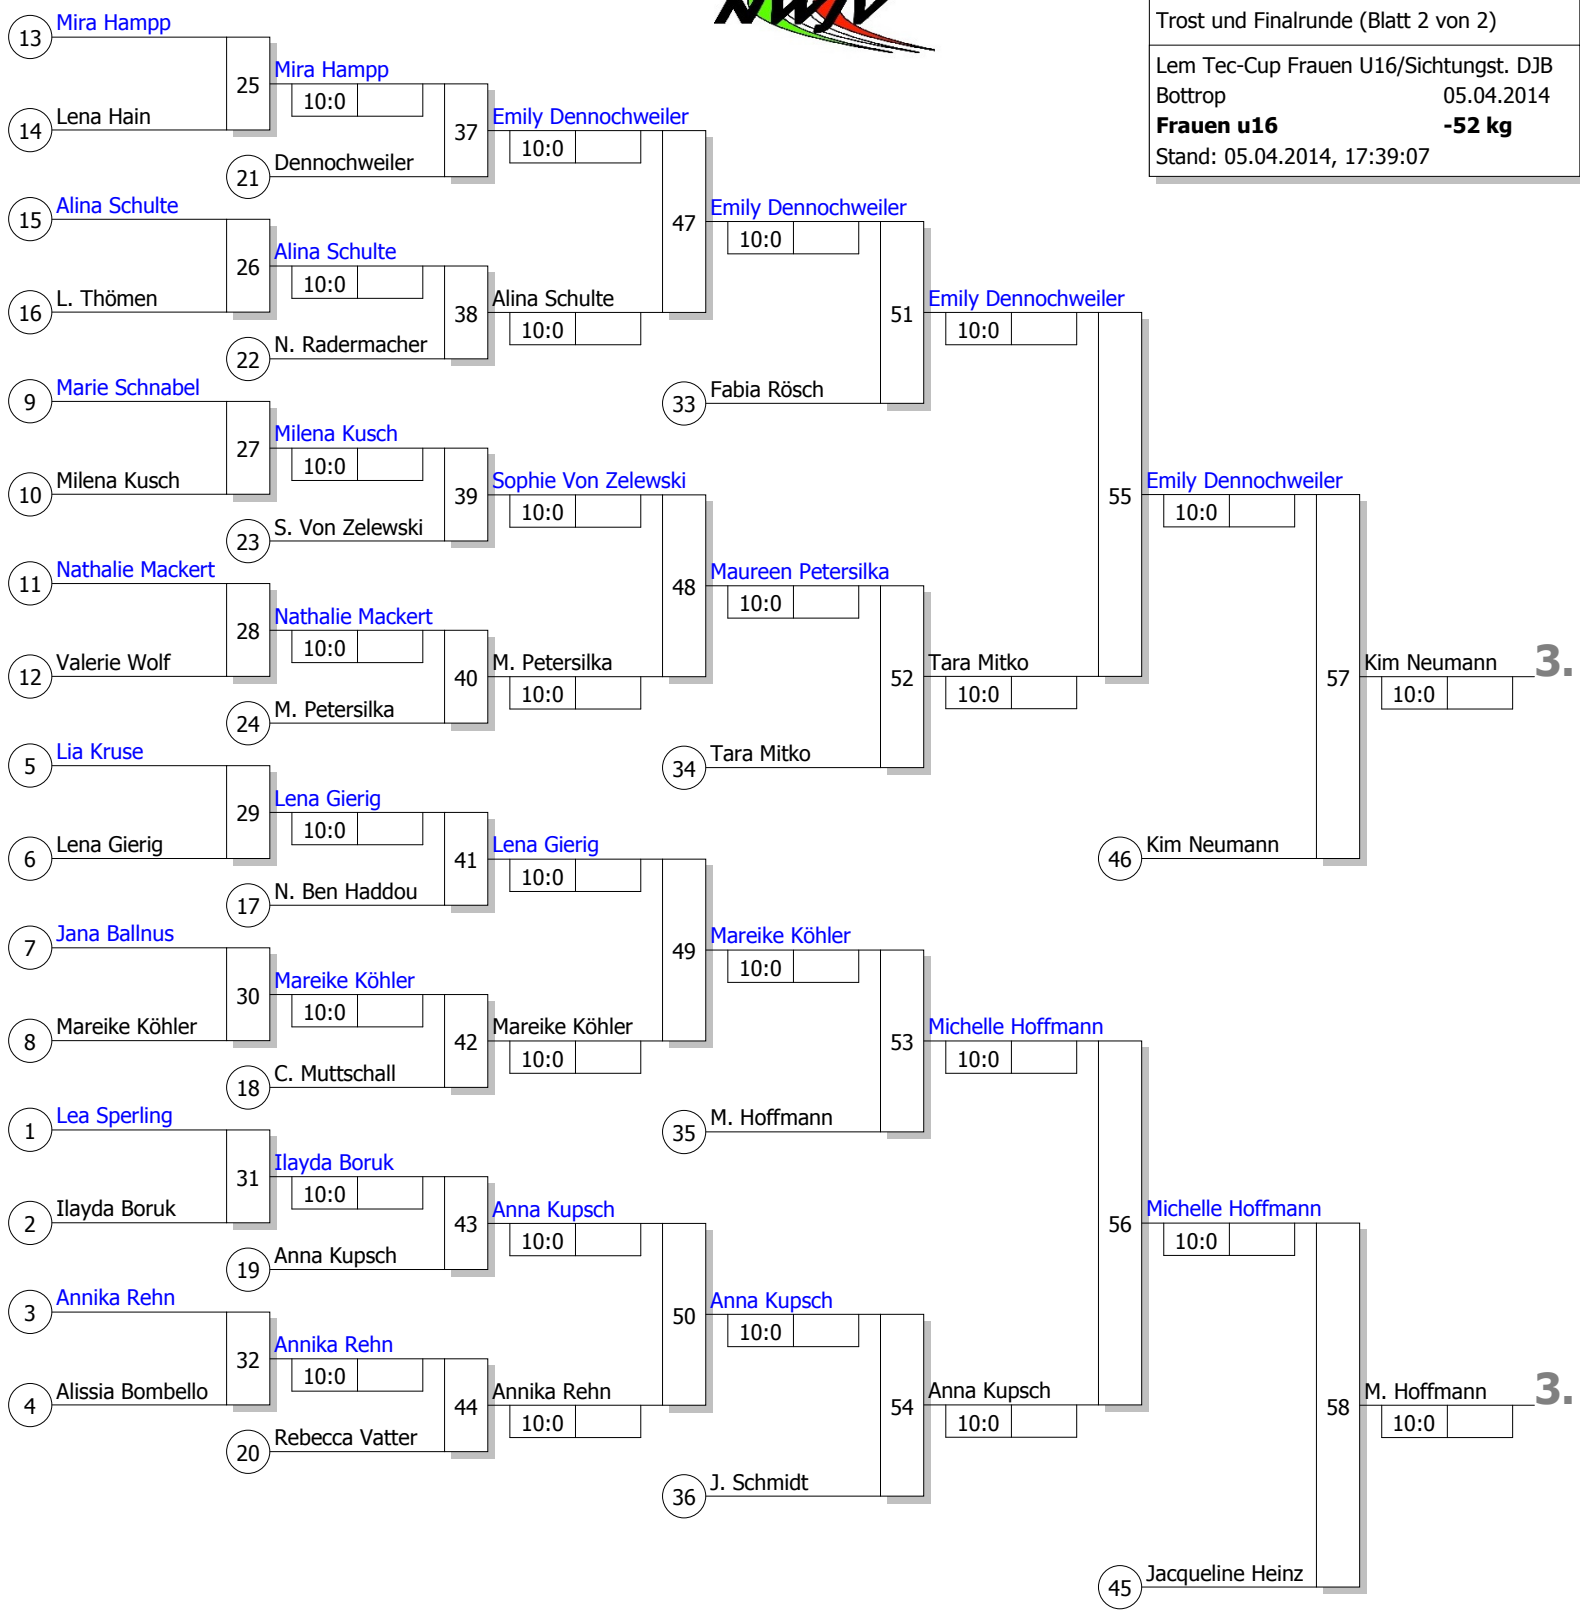 NWJV
Trost und Finalrunde (Blatt 2 von 2)
Lem Tec-Cup Frauen U16/Sichtungst. DJB
Bottrop 05.04.2014
Frauen u16 -52 kg
Stand: 05.04.2014, 17:39:07
13 Mira Hampp
25 Mira Hampp
10:0
14 Lena Hain
37 Emily Dennochweiler
10:0
21 Dennochweiler
15 Alina Schulte
47 Emily Dennochweiler
10:0
26 Alina Schulte
10:0
16 L. Thömen
38 Alina Schulte
10:0
51 Emily Dennochweiler
10:0
22 N. Radermacher
9 Marie Schnabel
33 Fabia Rösch
27 Milena Kusch
10:0
10 Milena Kusch
39 Sophie Von Zelewski
10:0
55 Emily Dennochweiler
10:0
23 S. Von Zelewski
11 Nathalie Mackert
48 Maureen Petersilka
10:0
28 Nathalie Mackert
10:0
12 Valerie Wolf
40 M. Petersilka
10:0
52 Tara Mitko
10:0
57 Kim Neumann 3.
10:0
24 M. Petersilka
5 Lia Kruse
34 Tara Mitko
29 Lena Gierig
10:0
6 Lena Gierig
41 Lena Gierig
10:0
46 Kim Neumann
17 N. Ben Haddou
7 Jana Ballnus
49 Mareike Köhler
10:0
30 Mareike Köhler
10:0
8 Mareike Köhler
42 Mareike Köhler
10:0
53 Michelle Hoffmann
10:0
18 C. Muttschall
1 Lea Sperling
35 M. Hoffmann
31 Ilayda Boruk
10:0
2 Ilayda Boruk
43 Anna Kupsch
10:0
56 Michelle Hoffmann
10:0
19 Anna Kupsch
3 Annika Rehn
50 Anna Kupsch
10:0
32 Annika Rehn
10:0
4 Alissia Bombello
44 Annika Rehn
10:0
54 Anna Kupsch
10:0
58 M. Hoffmann 3.
10:0
20 Rebecca Vatter
36 J. Schmidt
45 Jacqueline Heinz